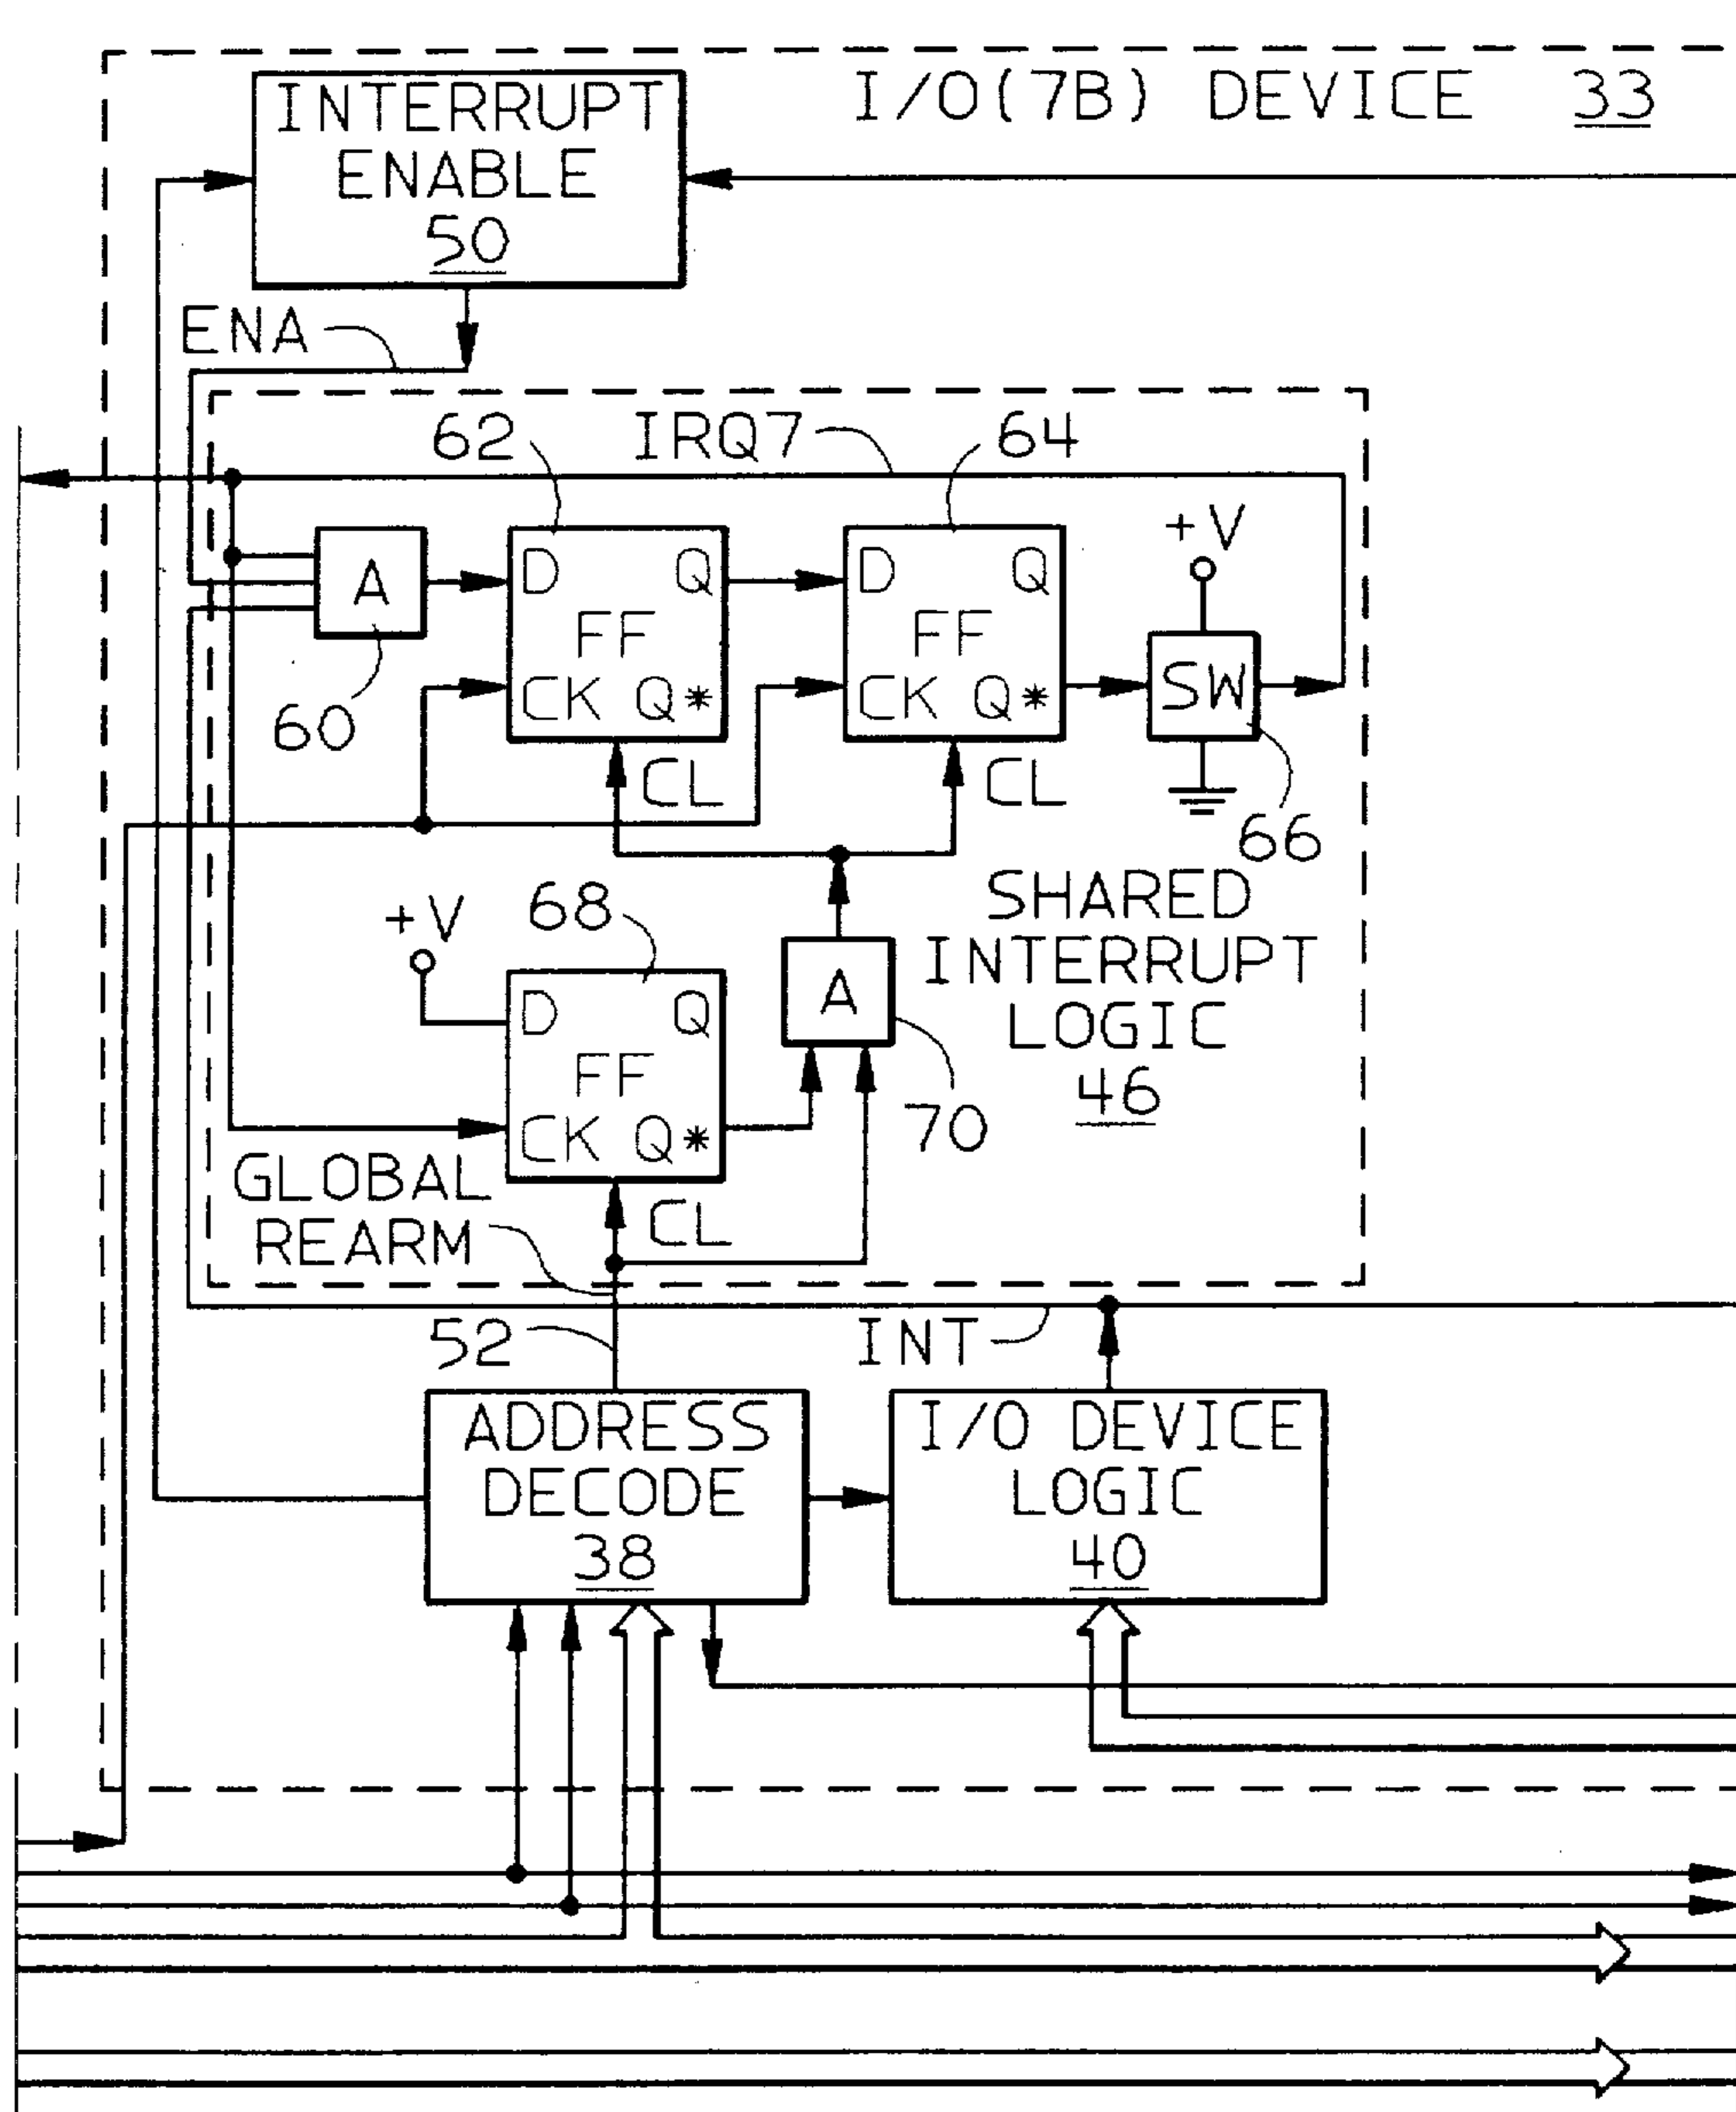 I/O(7B) DEVICE 33
INTERRUPT
ENABLE
50
ENA
62
IRQ7
64
+V
A
D Q
FF
CK Q*
D Q
FF
CK Q*
SW
60
CL
CL
66
+V
68
SHARED
INTERRUPT
LOGIC
46
A
D Q
FF
CK Q*
70
GLOBAL
REARM
CL
52
INT
ADDRESS
DECODE
38
I/O DEVICE
LOGIC
40